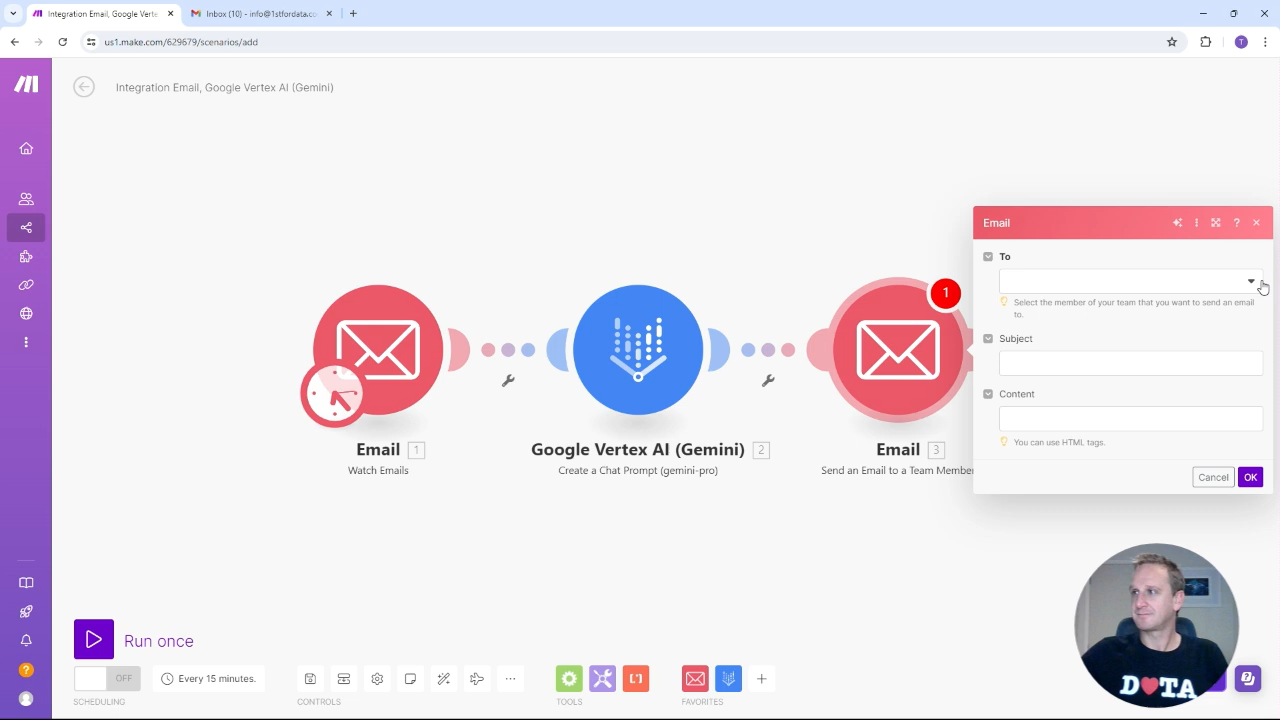 Integration Email, Google Vertex
Inbox (10) - info@1stfordata.co
us1.make.com/629679/scenarios/add
T
Integration Email, Google Vertex AI (Gemini)
Email
To
Select the member of your team that you want to send an email
to.
Subject
Content
You can use HTML tags.
Cancel
OK
1
Email 1
Watch Emails
Google Vertex AI (Gemini) 2
Create a Chat Prompt (gemini-pro)
Email 3
Send an Email to a Team Member
Run once
OFF
Every 15 minutes.
SCHEDULING
CONTROLS
TOOLS
FAVORITES
D♥TA